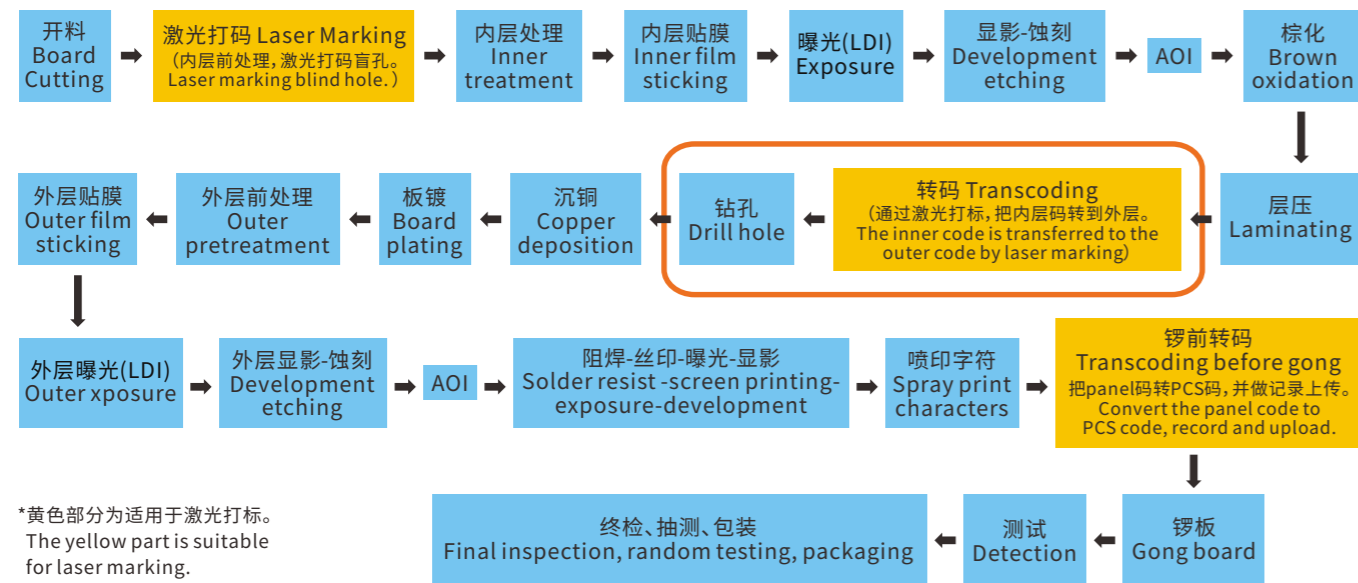 开料
Board
Cutting
激光打码 Laser Marking
(内层前处理,激光打码盲孔。
Laser marking blind hole.)
内层处理
Inner
treatment
内层贴膜
Inner film
sticking
曝光(LDI)
Exposure
显影-蚀刻
Development
etching
AOI
棕化
Brown
oxidation
层压
Laminating
转码 Transcoding
(通过激光打标,把内层码转到外层。
The inner code is transferred to the
outer code by laser marking)
钻孔
Drill hole
沉铜
Copper
deposition
板镀
Board
plating
外层前处理
Outer
pretreatment
外层贴膜
Outer film
sticking
外层曝光(LDI)
Outer xposure
外层显影-蚀刻
Development
etching
AOI
阻焊-丝印-曝光-显影
Solder resist -screen printing-
exposure-development
喷印字符
Spray print
characters
锣前转码
Transcoding before gong
把panel码转PCS码,并做记录上传。
Convert the panel code to
PCS code, record and upload.
锣板
Gong board
测试
Detection
终检、抽测、包装
Final inspection, random testing, packaging
*黄色部分为适用于激光打标。
The yellow part is suitable
for laser marking.